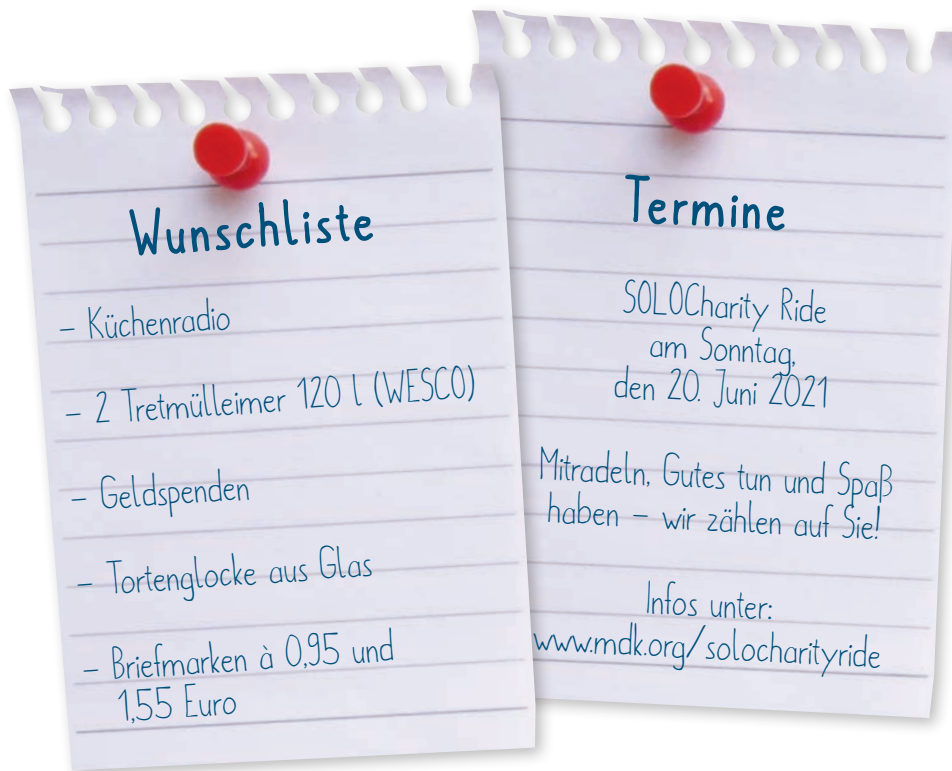 Wunschliste
– Küchenradio
– 2 Tretmülleimer 120 l (WESCO)
– Geldspenden
– Tortenglocke aus Glas
– Briefmarken à 0,95 und
1,55 Euro
Termine
SOLOCharity Ride
am Sonntag,
den 20. Juni 2021
Mitradeln, Gutes tun und Spaß
haben – wir zählen auf Sie!
Infos unter:
www.mdk.org/solocharityride